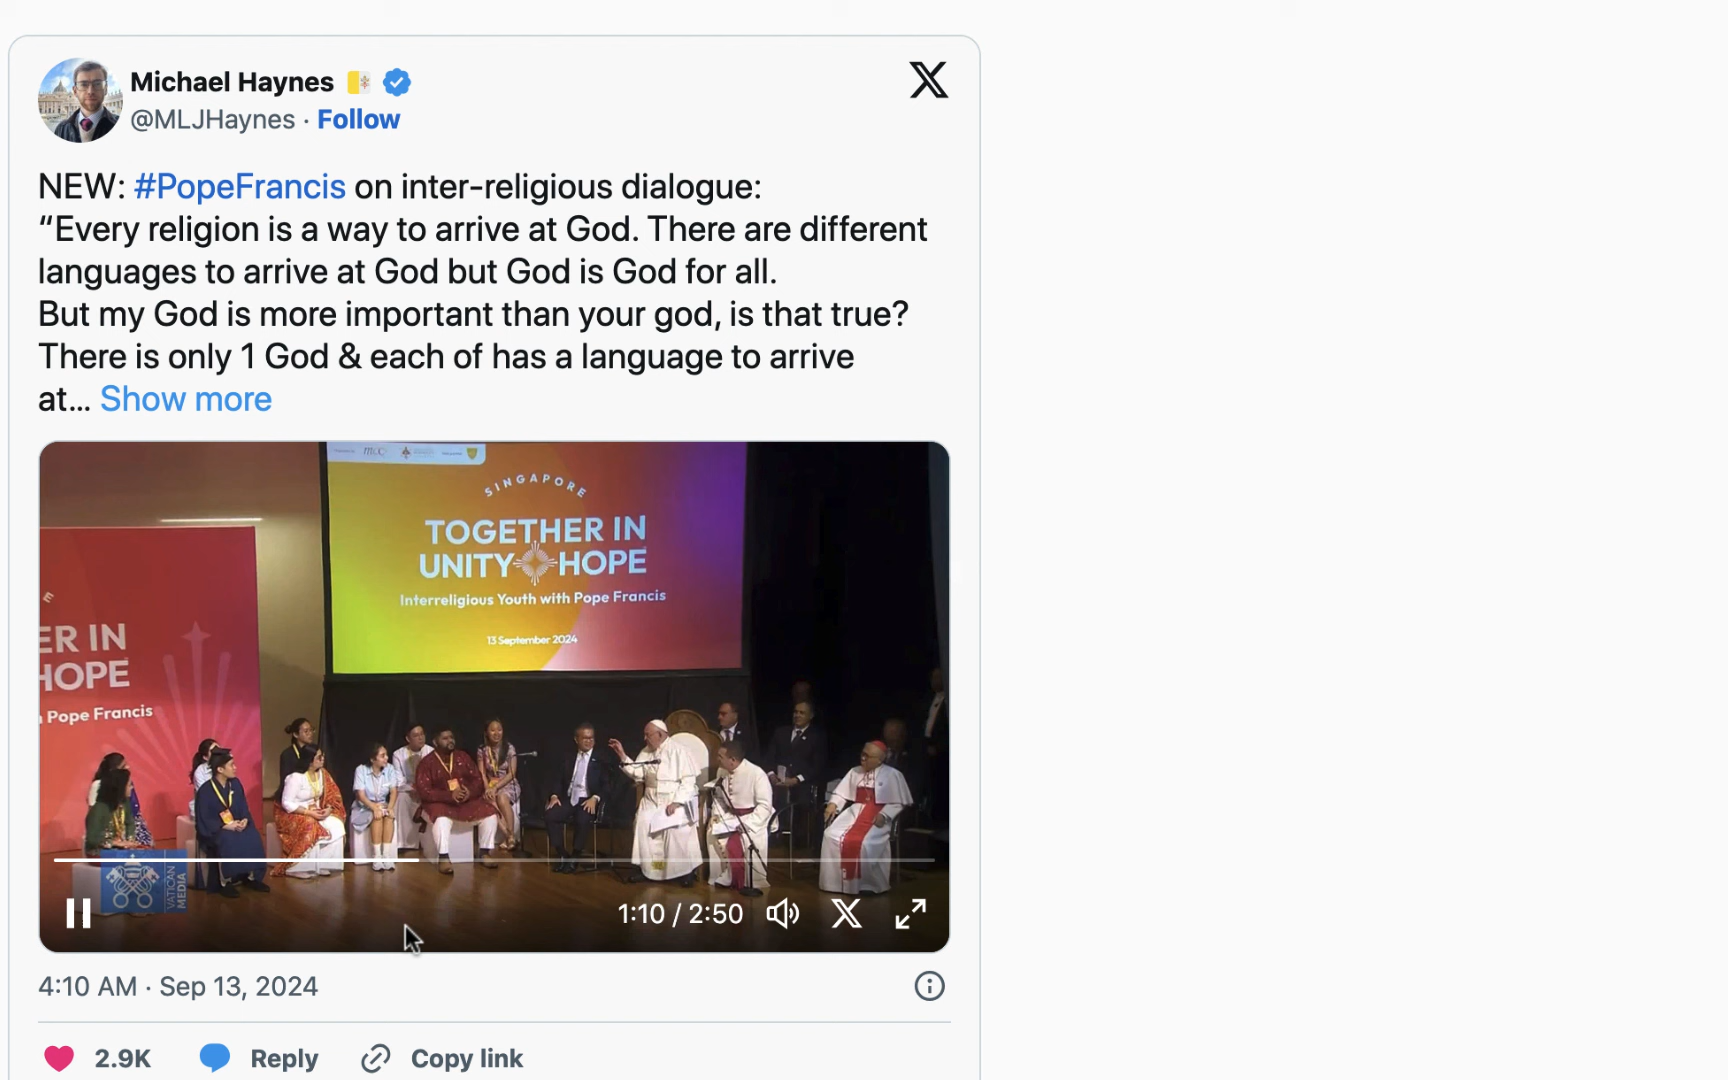 Michael Haynes
@MLJHaynes · Follow
NEW: #PopeFrancis on inter-religious dialogue:
“Every religion is a way to arrive at God. There are different
languages to arrive at God but God is God for all.
But my God is more important than your god, is that true?
There is only 1 God & each of has a language to arrive
at... Show more
mcc
SINGAPORE
TOGETHER IN
UNITY HOPE
Interreligious Youth with Pope Francis
13 September 2024
E
ER IN
HOPE
Pope Francis
VATICAN
MEDIA
1:10 / 2:50
4:10 AM · Sep 13, 2024
2.9K Reply Copy link